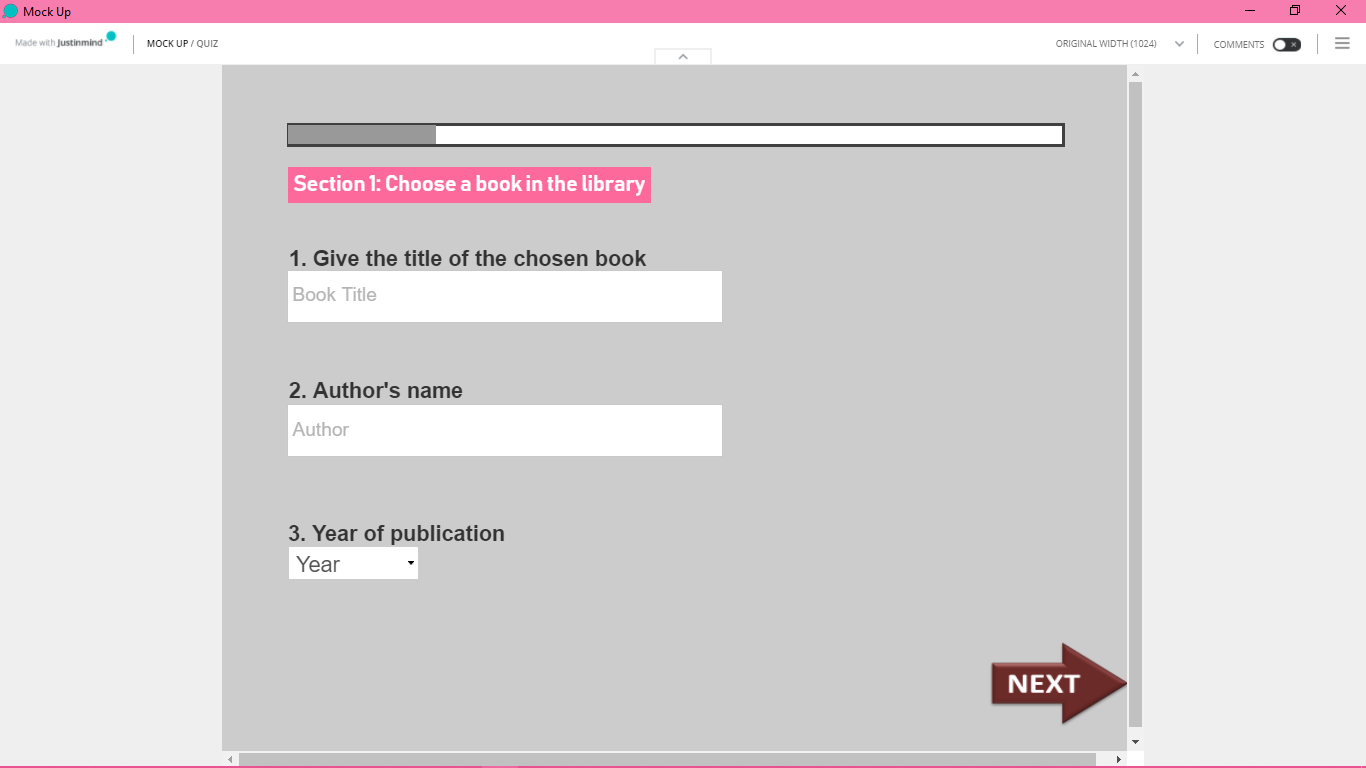 Mock Up
Made with Justinmind
MOCK UP / QUIZ
ORIGINAL WIDTH (1024)
COMMENTS
Section 1: Choose a book in the library
1. Give the title of the chosen book
Book Title
2. Author's name
Author
3. Year of publication
Year
NEXT